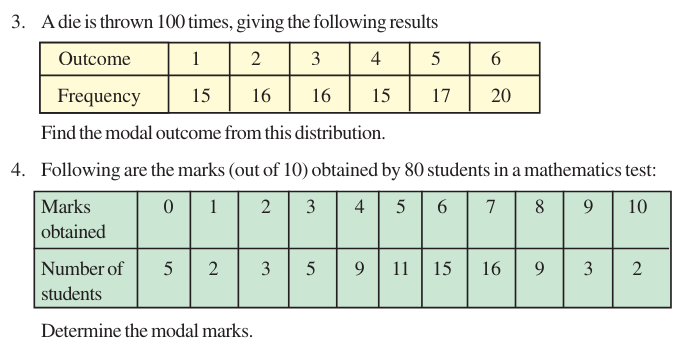 3. A die is thrown 100 times, giving the following results
Outcome 1 2 3 4 5 6
Frequency 15 16 16 15 17 20
Find the modal outcome from this distribution.
4. Following are the marks (out of 10) obtained by 80 students in a mathematics test:
Marks obtained 0 1 2 3 4 5 6 7 8 9 10
Number of students 5 2 3 5 9 11 15 16 9 3 2
Determine the modal marks.